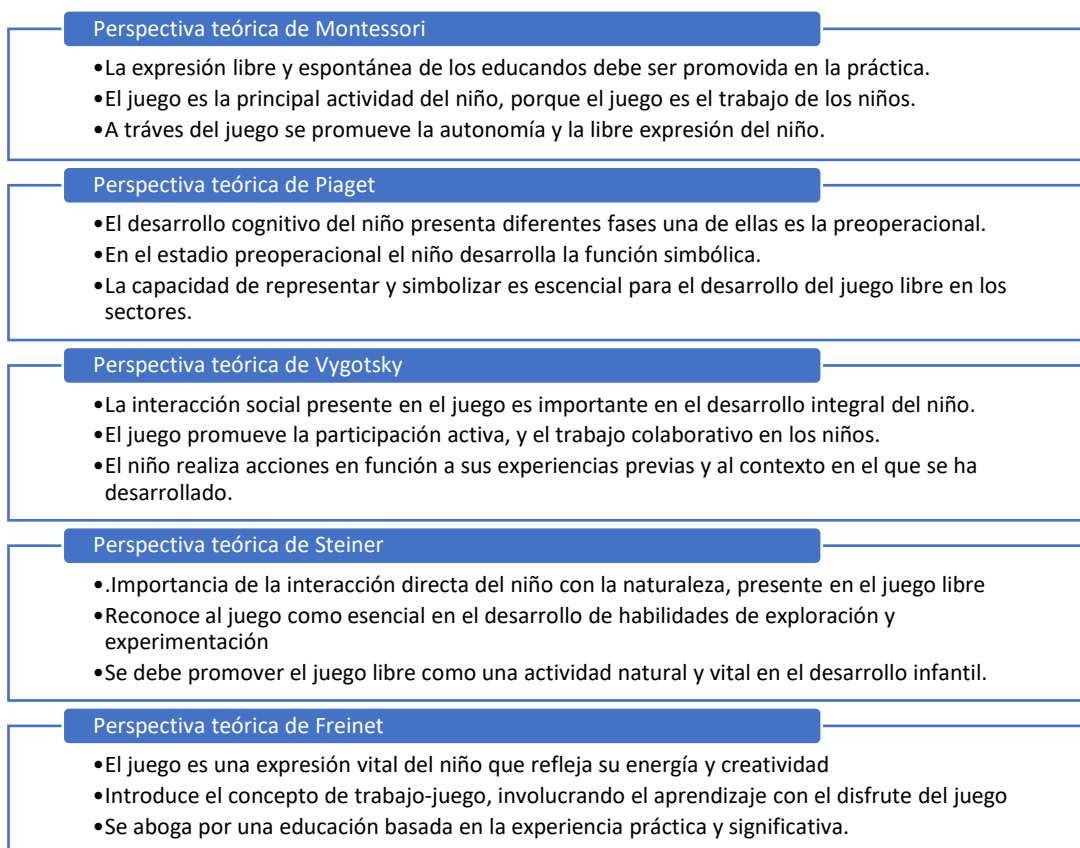 Perspectiva teórica de Montessori
•La expresión libre y espontánea de los educandos debe ser promovida en la práctica.
•El juego es la principal actividad del niño, porque el juego es el trabajo de los niños.
•A tráves del juego se promueve la autonomía y la libre expresión del niño.
Perspectiva teórica de Piaget
•El desarrollo cognitivo del niño presenta diferentes fases una de ellas es la preoperacional.
•En el estadio preoperacional el niño desarrolla la función simbólica.
•La capacidad de representar y simbolizar es escencial para el desarrollo del juego libre en los
sectores.
Perspectiva teórica de Vygotsky
•La interacción social presente en el juego es importante en el desarrollo integral del niño.
•El juego promueve la participación activa, y el trabajo colaborativo en los niños.
•El niño realiza acciones en función a sus experiencias previas y al contexto en el que se ha
desarrollado.
Perspectiva teórica de Steiner
•.Importancia de la interacción directa del niño con la naturaleza, presente en el juego libre
•Reconoce al juego como esencial en el desarrollo de habilidades de exploración y
experimentación
•Se debe promover el juego libre como una actividad natural y vital en el desarrollo infantil.
Perspectiva teórica de Freinet
•El juego es una expresión vital del niño que refleja su energía y creatividad
•Introduce el concepto de trabajo-juego, involucrando el aprendizaje con el disfrute del juego
•Se aboga por una educación basada en la experiencia práctica y significativa.